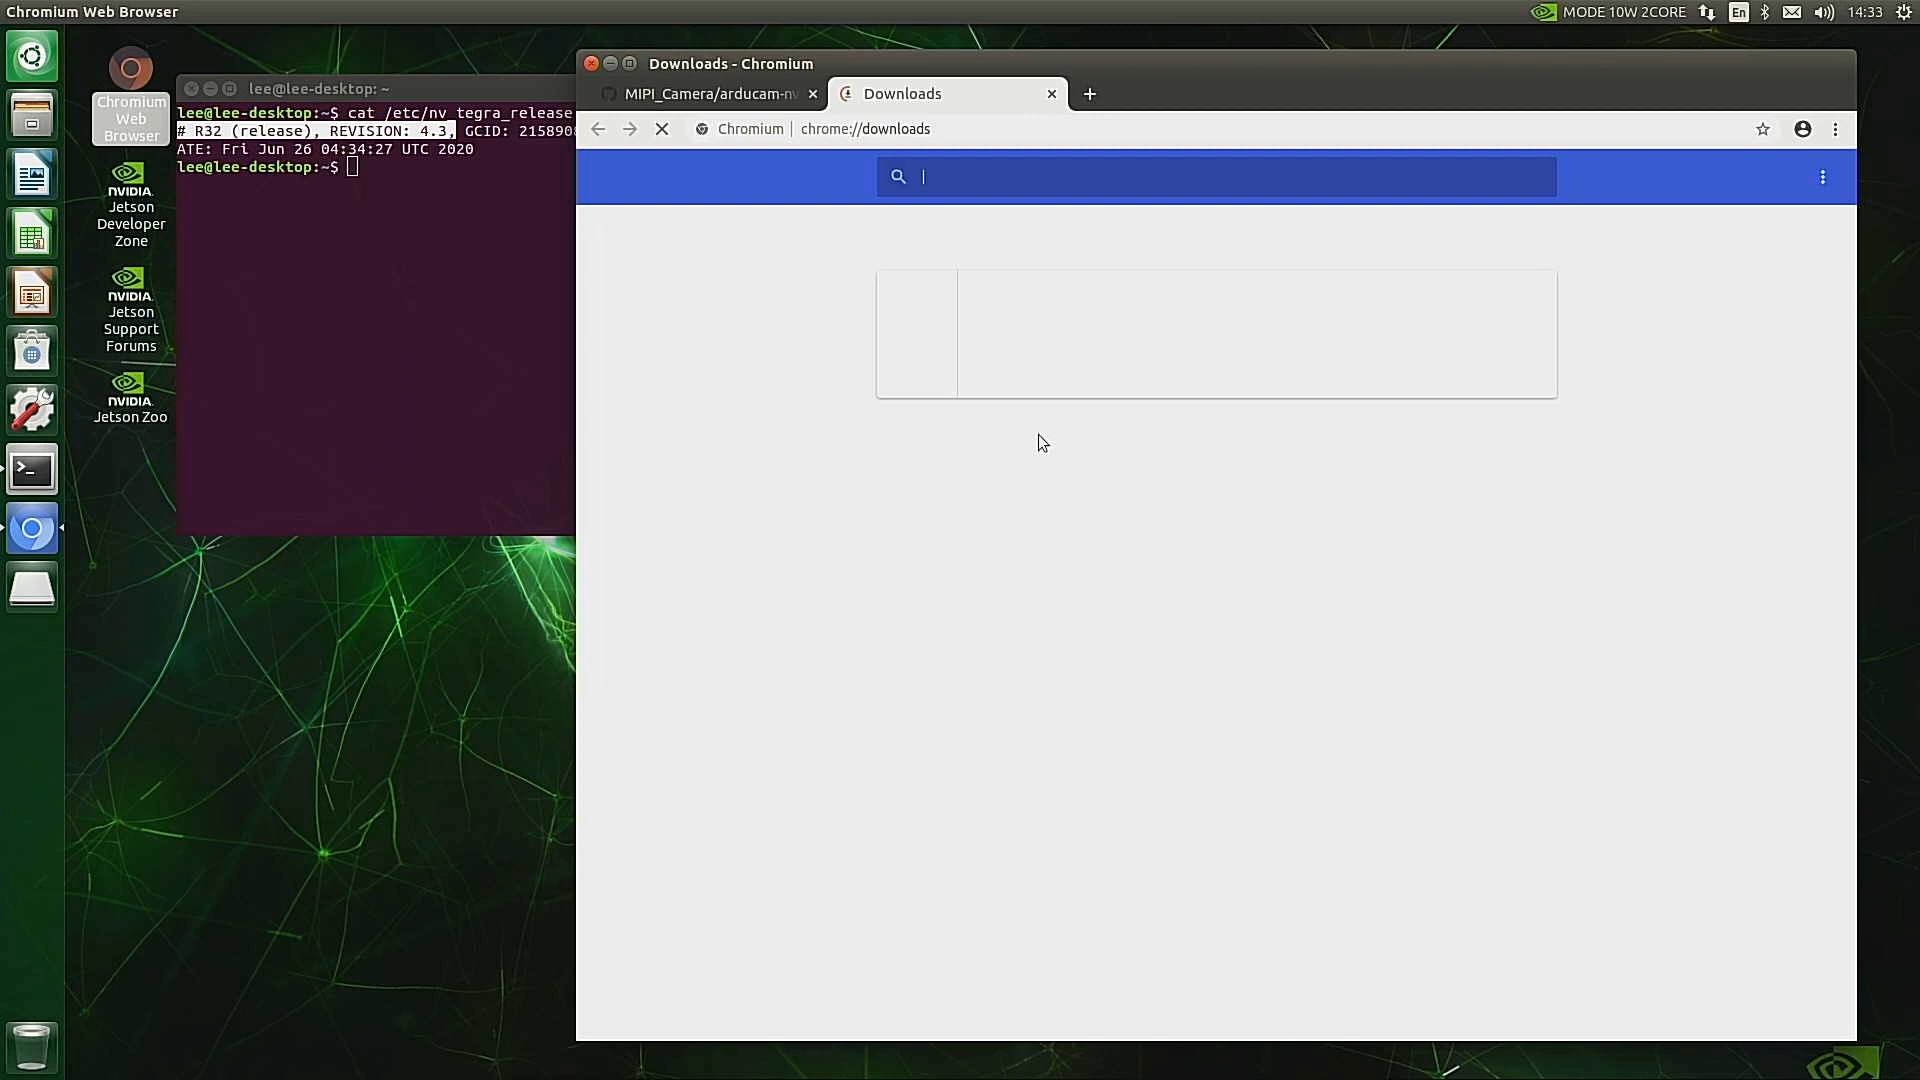 Chromium Web Browser
MODE 10W 2CORE
En
14:33
Chromium
Web
Browser
NVIDIA.
Jetson
Developer
Zone
NVIDIA.
Jetson
Support
Forums
NVIDIA.
Jetson Zoo
lee@lee-desktop: ~
lee@lee-desktop:~$ cat /etc/nv_tegra_release
# R32 (release), REVISION: 4.3, GCID: 2158908
ATE: Fri Jun 26 04:34:27 UTC 2020
lee@lee-desktop:~$
Downloads - Chromium
MIPI_Camera/arducam-nv
Downloads
Chromium | chrome://downloads